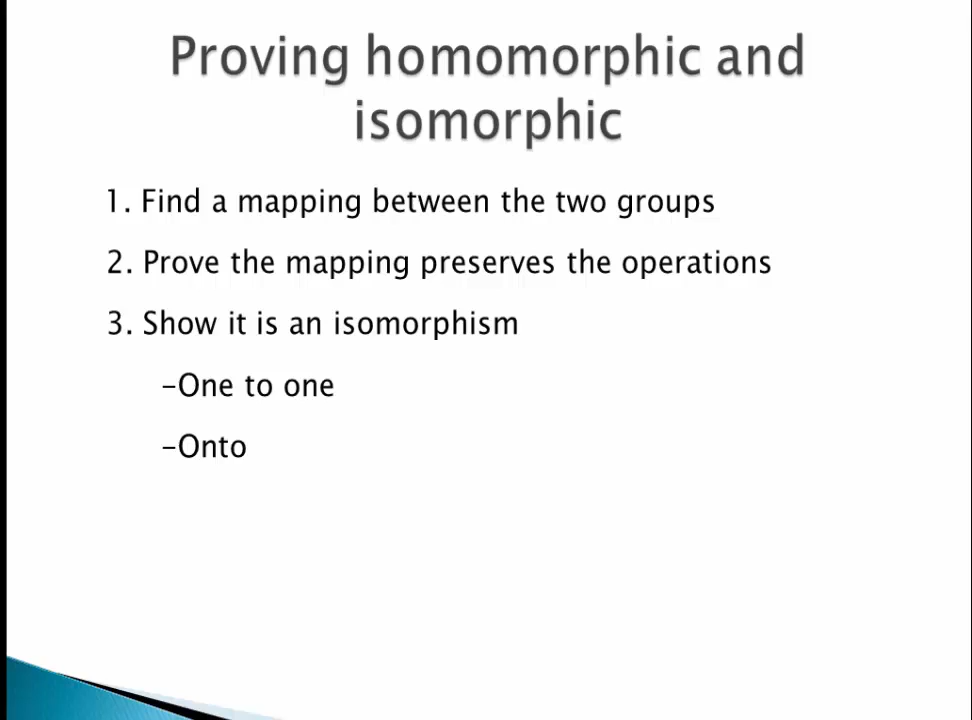 Proving homomorphic and
isomorphic
1. Find a mapping between the two groups
2. Prove the mapping preserves the operations
3. Show it is an isomorphism
-One to one
-Onto